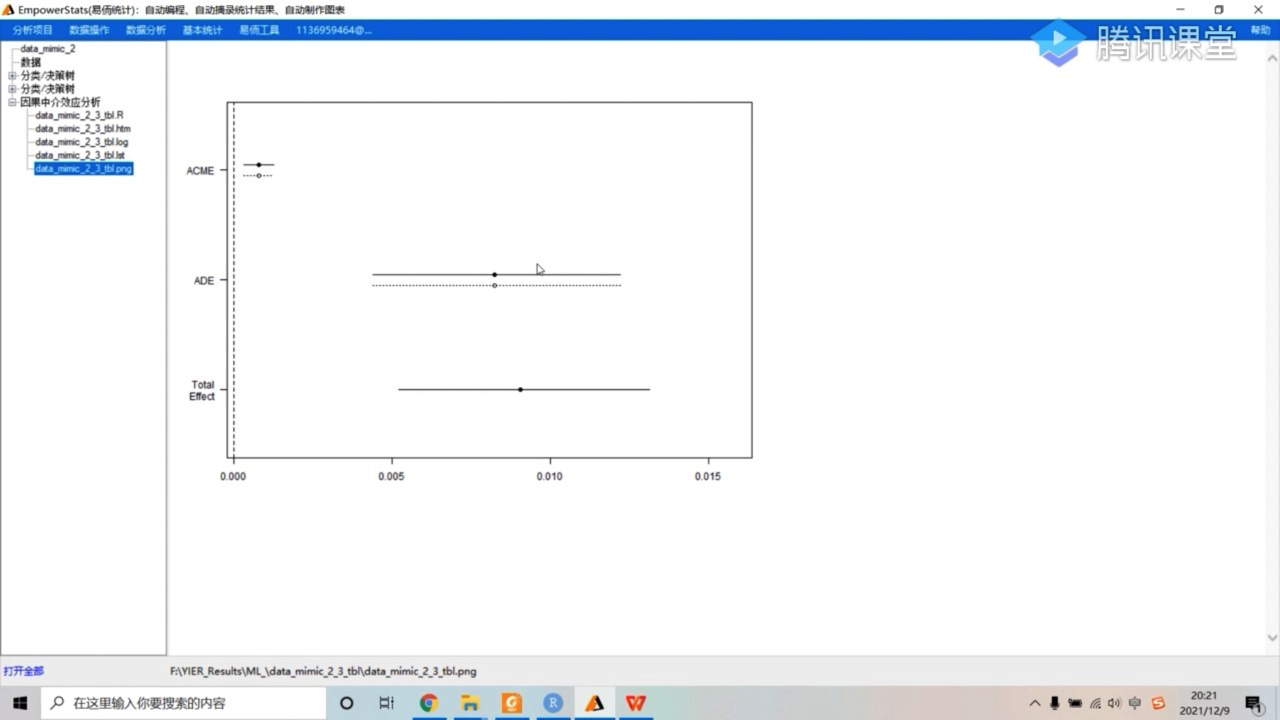 EmpowerStats(易侕统计)：自动编程、自动摘录统计结果、自动制作图表
分析项目 数据操作 数据分析 基本统计 易侕工具 1136959464@... 帮助
腾讯课堂
data_mimic_2
数据
分类/决策树
分类/决策树
因果中介效应分析
data_mimic_2_3_tbl.R
data_mimic_2_3_tbl.htm
data_mimic_2_3_tbl.log
data_mimic_2_3_tbl.lst
data_mimic_2_3_tbl.png
ACME
ADE
Total
Effect
0.000 0.005 0.010 0.015
打开全部 F:\YIER_Results\ML_\data_mimic_2_3_tbl\data_mimic_2_3_tbl.png
在这里输入你要搜索的内容
20:21
2021/12/9